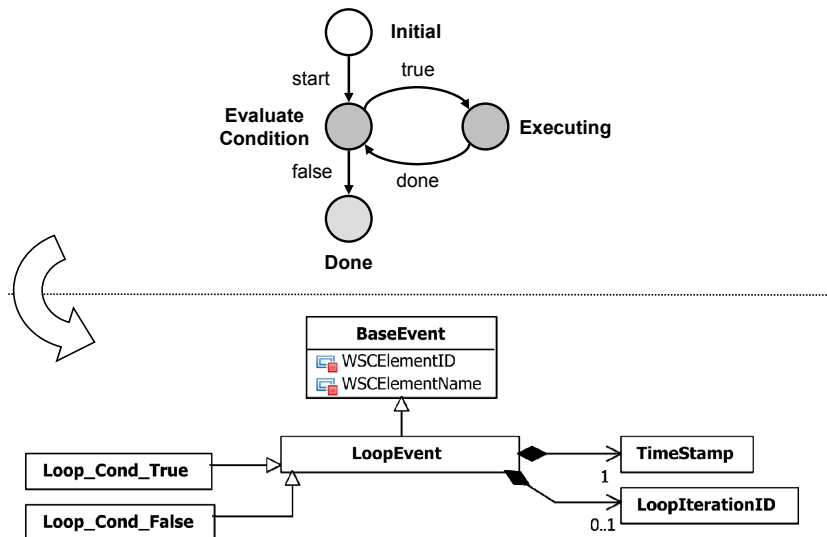 Initial
start
true
Evaluate
Condition
Executing
false
done
Done
BaseEvent
WSCElementID
WSCElementName
LoopEvent
TimeStamp
1
Loop_Cond_True
LoopIterationID
0..1
Loop_Cond_False